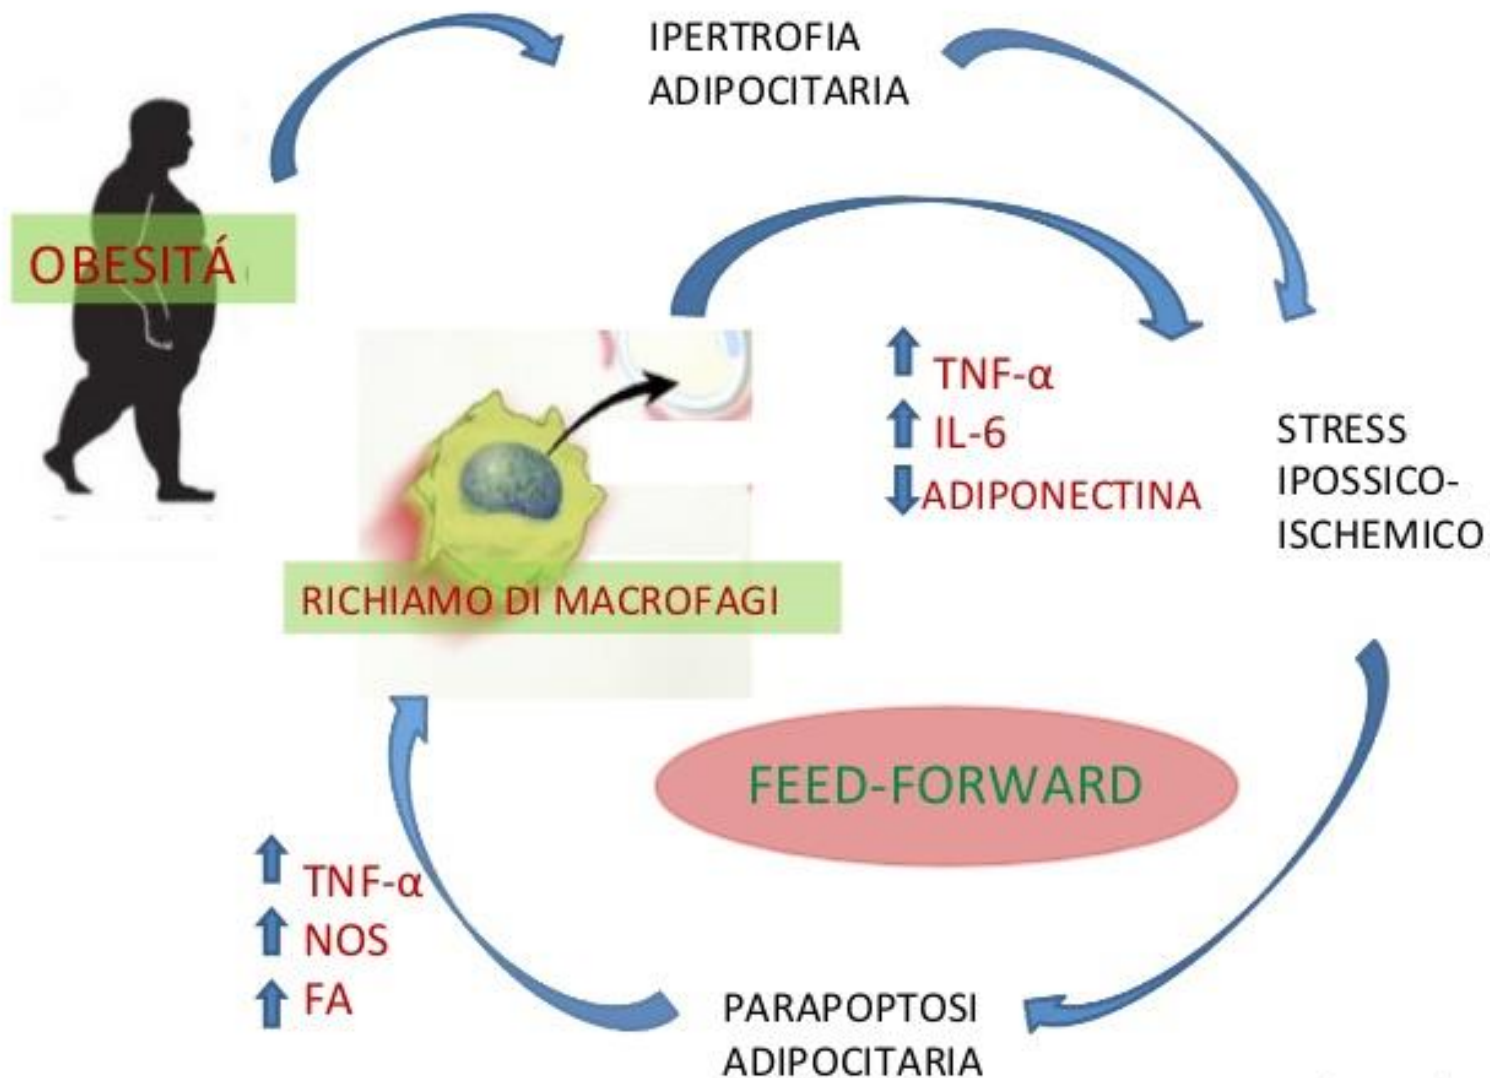 IPERTROFIA
ADIPOCITARIA
OBESITÁ
TNF-α
IL-6
ADIPONECTINA
STRESS
IPOSSICO-
ISCHEMICO
RICHIAMO DI MACROFAGI
FEED-FORWARD
TNF-α
NOS
FA
PARAPOPTOSI
ADIPOCITARIA